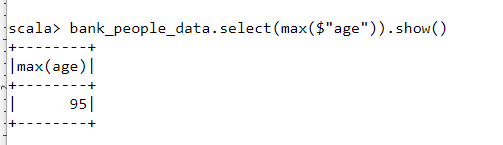 scala> bank_people_data.select(max($"age")).show()
+--------+
|max(age)|
+--------+
|      95|
+--------+